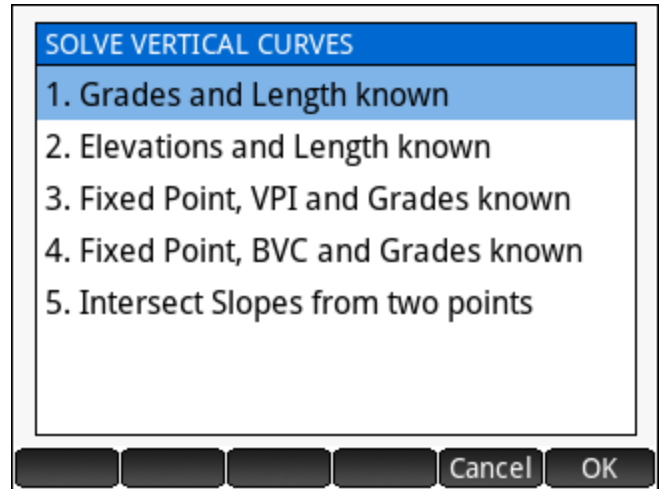 SOLVE VERTICAL CURVES
1. Grades and Length known
2. Elevations and Length known
3. Fixed Point, VPI and Grades known
4. Fixed Point, BVC and Grades known
5. Intersect Slopes from two points
Cancel OK